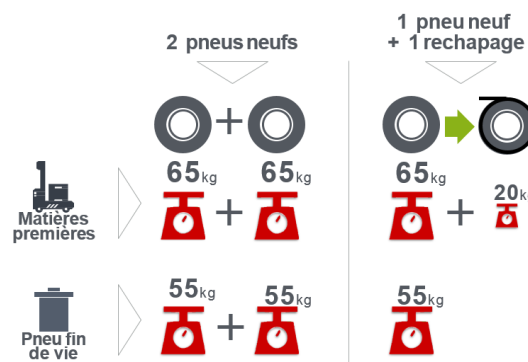 2 pneus neufs
1 pneu neuf
+ 1 rechapage
+
65kg 65kg 65kg
+ + 20k
Matières
premières
55kg 55kg 55kg
+
Pneu fin
de vie